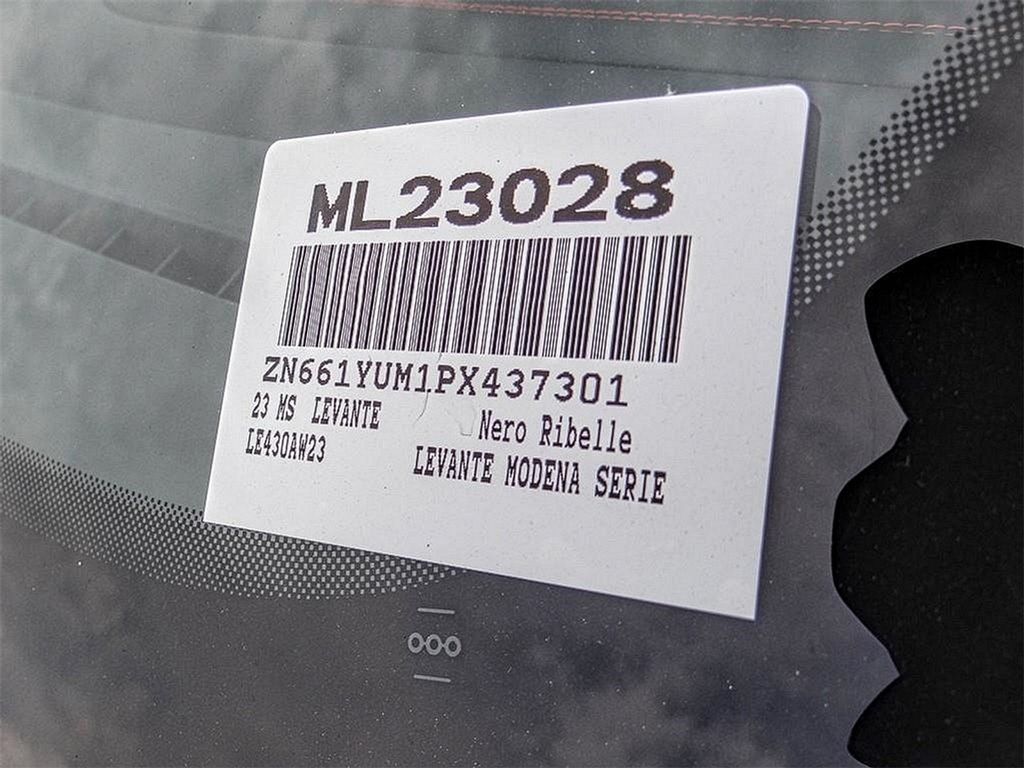 ML23028
ZN661YUM1PX437301
23 MS LEVANTE
Nero Ribelle
LE430AW23
LEVANTE MODENA SERIE